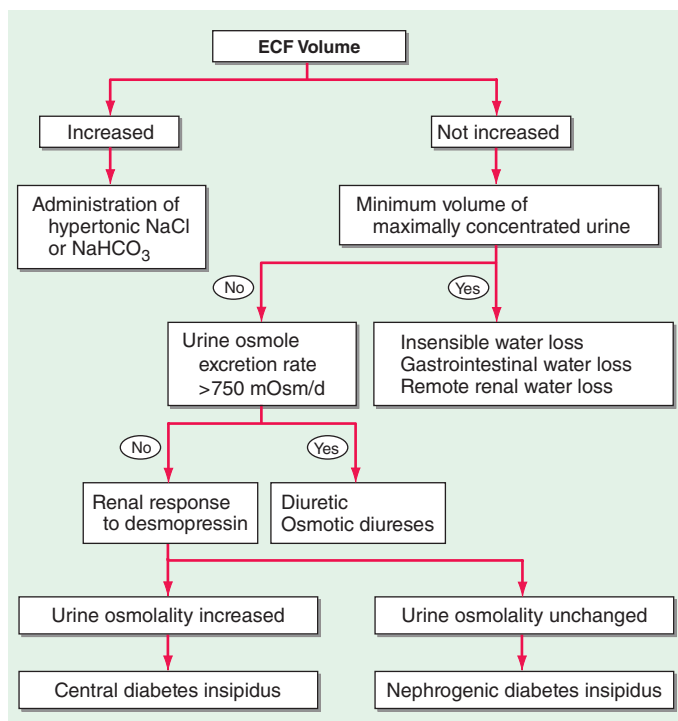 ECF Volume
Increased
Not increased
Administration of
hypertonic NaCl
or NaHCO3
Minimum volume of
maximally concentrated urine
No
Yes
Urine osmole
excretion rate
>750 mOsm/d
Insensible water loss
Gastrointestinal water loss
Remote renal water loss
No
Yes
Renal response
to desmopressin
Diuretic
Osmotic diureses
Urine osmolality increased
Urine osmolality unchanged
Central diabetes insipidus
Nephrogenic diabetes insipidus